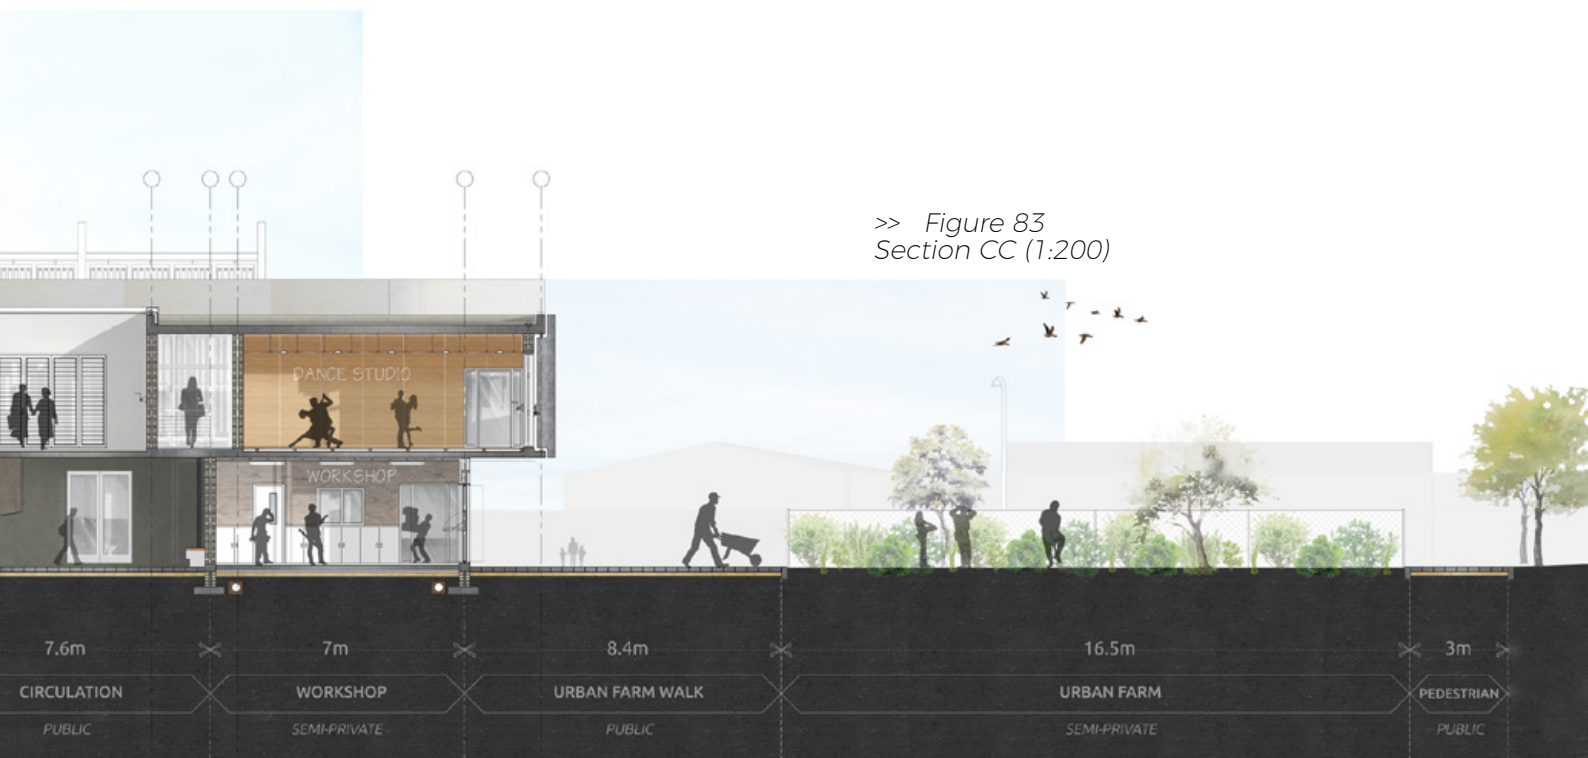 >> Figure 83
Section CC (1:200)
DANCE STUDIO
WORKSHOP
7.6m 7m 8.4m 16.5m 3m
CIRCULATION WORKSHOP URBAN FARM WALK URBAN FARM PEDESTRIAN
PUBLIC SEMI-PRIVATE PUBLIC SEMI-PRIVATE PUBLIC